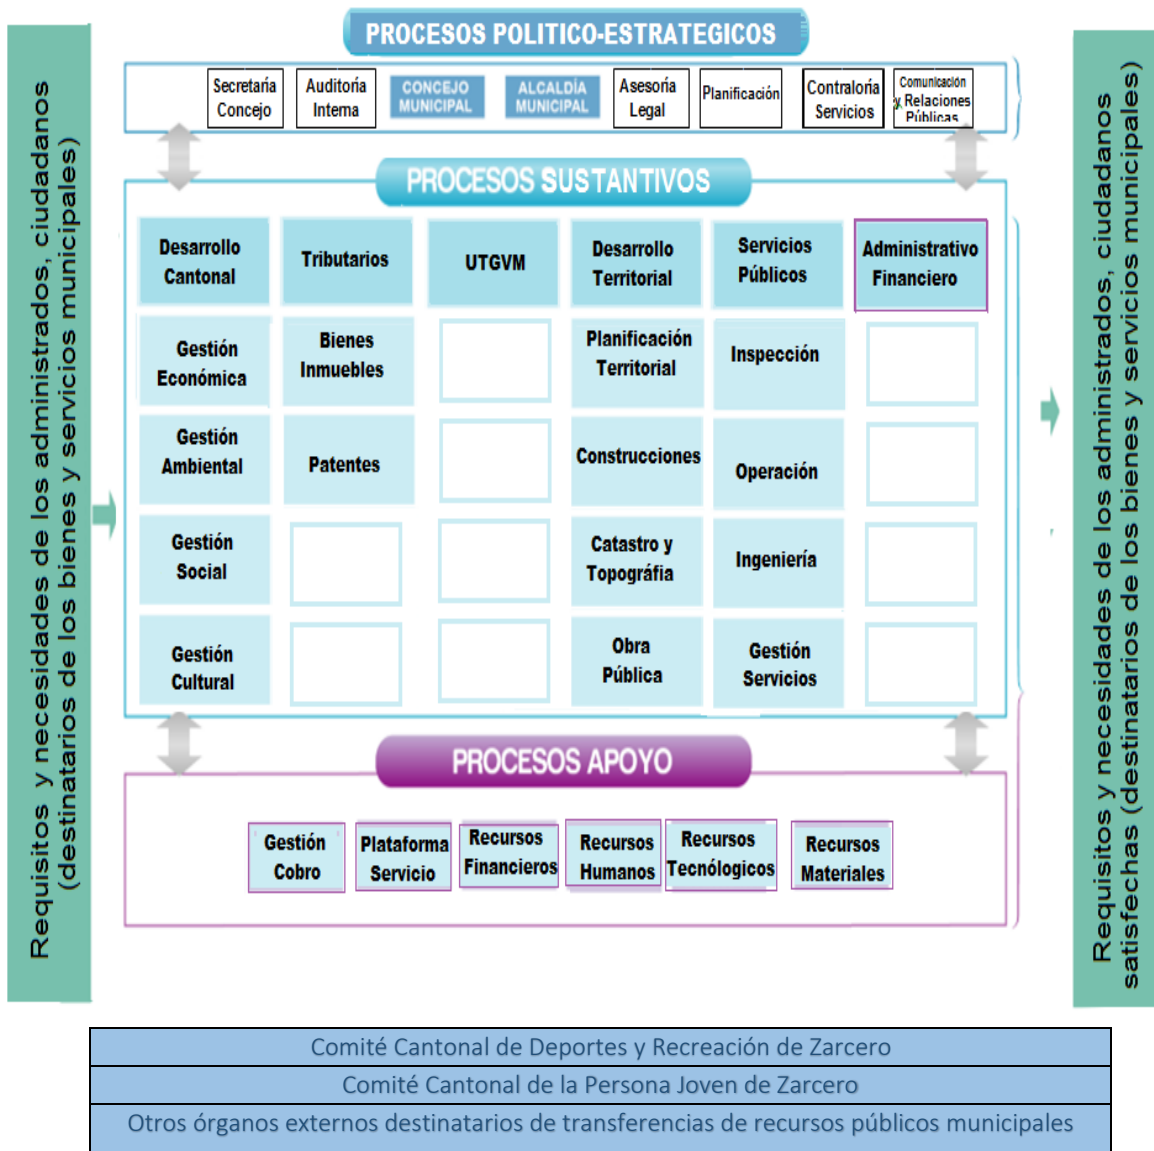 PROCESOS POLITICO-ESTRATEGICOS
Secretaría
Concejo
Auditoria
Interna
CONCEJO
MUNICIPAL
ALCALDÍA
MUNICIPAL
Asesoria
Legal
Planificación
Contraloria
Servicios
Comunicación
y Relaciones
Públicas
PROCESOS SUSTANTIVOS
Desarrollo
Cantonal
Tributarios
UTGVM
Desarrollo
Territorial
Servicios
Públicos
Administrativo
Financiero
Gestión
Económica
Bienes
Inmuebles
Planificación
Territorial
Inspección
Gestión
Ambiental
Patentes
Construcciones
Operación
Gestión
Social
Catastro y
Topográfia
Ingeniería
Gestión
Cultural
Obra
Pública
Gestión
Servicios
PROCESOS APOYO
Gestión
Cobro
Plataforma
Servicio
Recursos
Financieros
Recursos
Humanos
Recursos
Tecnólogicos
Recursos
Materiales
Requisitos y necesidades de los administrados, ciudadanos
(destinatarios de los bienes y servicios municipales)
Requisitos y necesidades de los administrados, ciudadanos
satisfechas (destinatarios de los bienes y servicios municipales)
Comité Cantonal de Deportes y Recreación de Zarcero
Comité Cantonal de la Persona Joven de Zarcero
Otros órganos externos destinatarios de transferencias de recursos públicos municipales